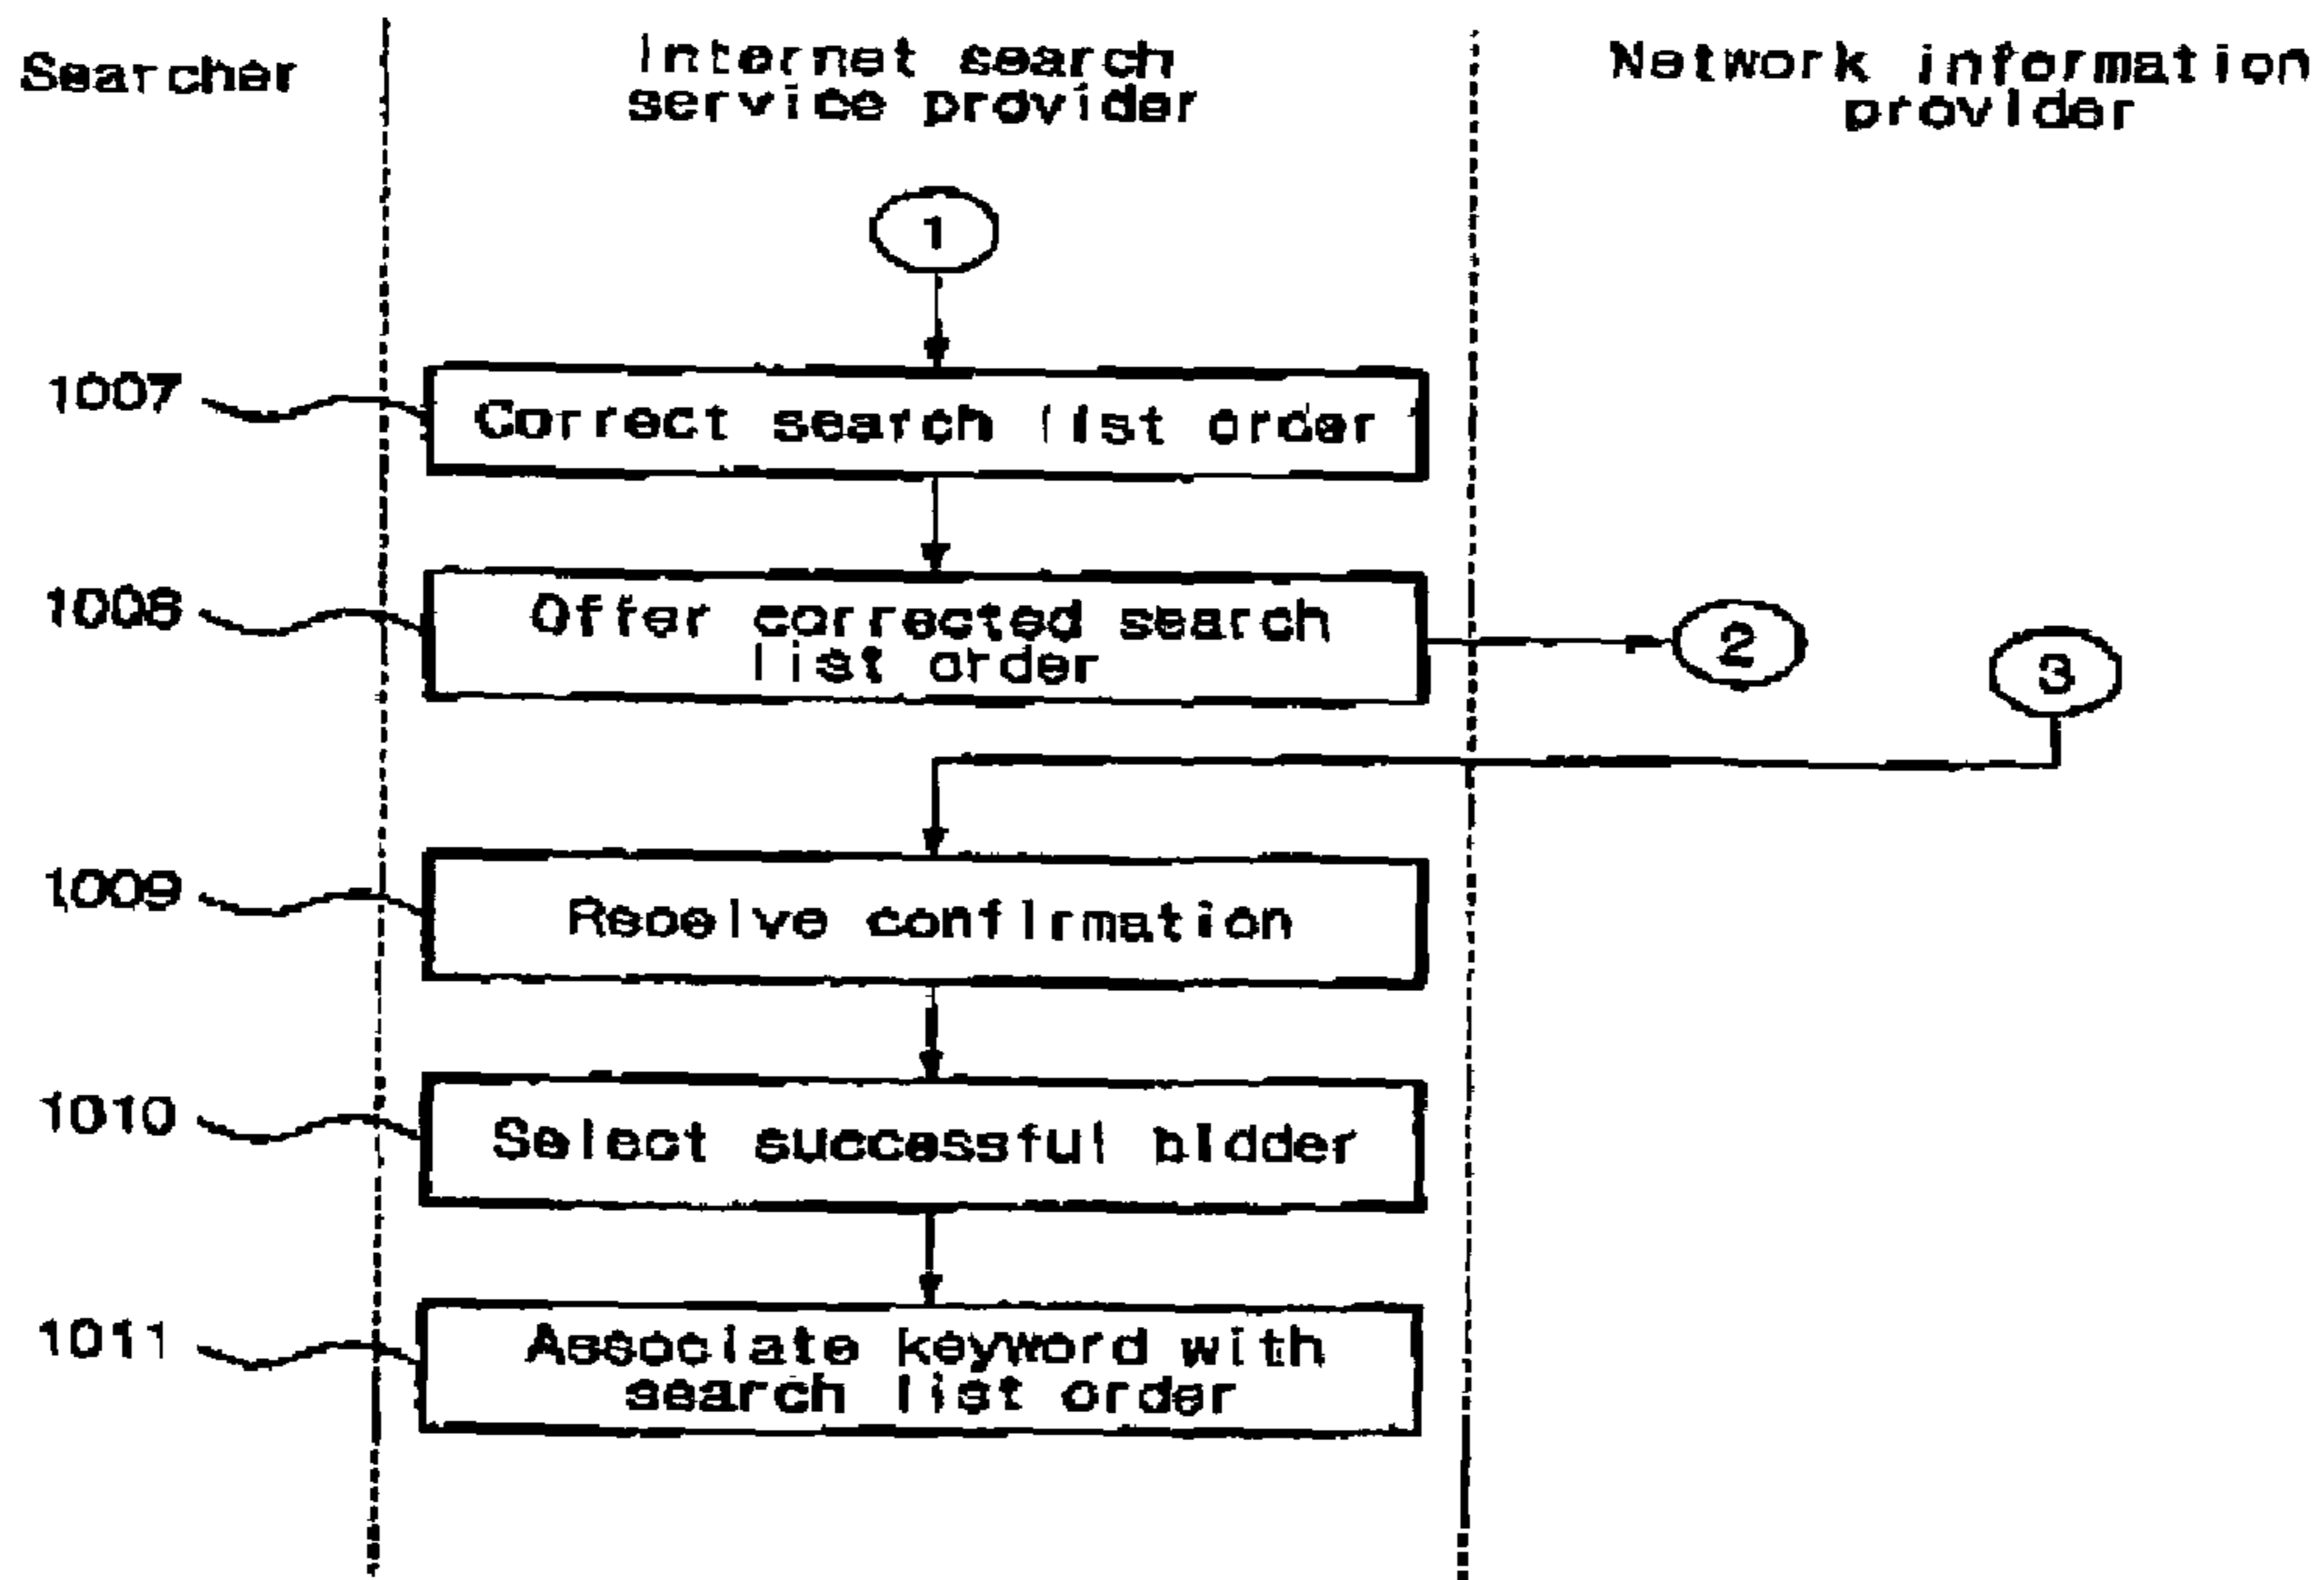 Searcher
Internet search
service provider
Network information
provider
1
1007
Correct search list order
1008
Offer corrected search
list order
2
3
1009
Receive confirmation
1010
Select successful bidder
1011
Associate keyword with
search list order